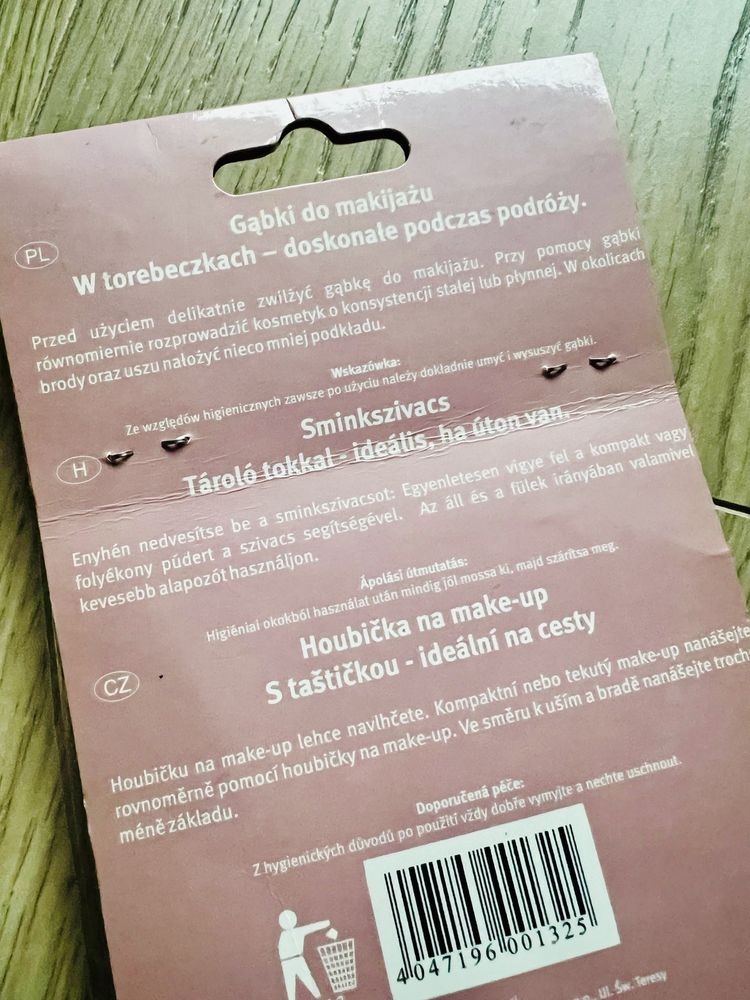 Gąbki do makijażu
W torebeczkach – doskonałe podczas podróży.
PL
Przed użyciem delikatnie zwilżyć gąbkę do makijażu. Przy pomocy gąbki
równomiernie rozprowadzić kosmetyk o konsystencji stalej lub płynnej. W okolicach
brody oraz uszu nałożyć nieco mniej podkładu.
Wskazówka:
Ze względów higienicznych zawsze po użyciu należy dokładnie umyć i wysuszyć gąbki.
Sminkszivacs
H
Tároló tokkal - ideális, ha úton van.
Enyhén nedvesítse be a sminkszivacsot: Egyenletesen vigye fel a kompakt vagy
folyêkony púdert a szivacs segítségével. Az áll és a fülek irányában valamivel
kevesebb alapozót használjon.
Ápolási útmutatás:
Higiéniai okokból használat után mindig jól mossa ki, majd szárítsa meg.
Houbička na make-up
CZ
S taštičkou - ideální na cesty
Houbičku na make-up lehce navlhčete. Kompaktní nebo tekutý make-up nanášejte
rovnoměrně pomocí houbičky na make-up. Ve směru k uším a bradě nanášejte troch
méně základu.
Doporučená péče:
Z hygienických důvodů po použití vždy dobře vymyjte a nechte uschnout.
4 047196 001325
Ul. Św. Teresy